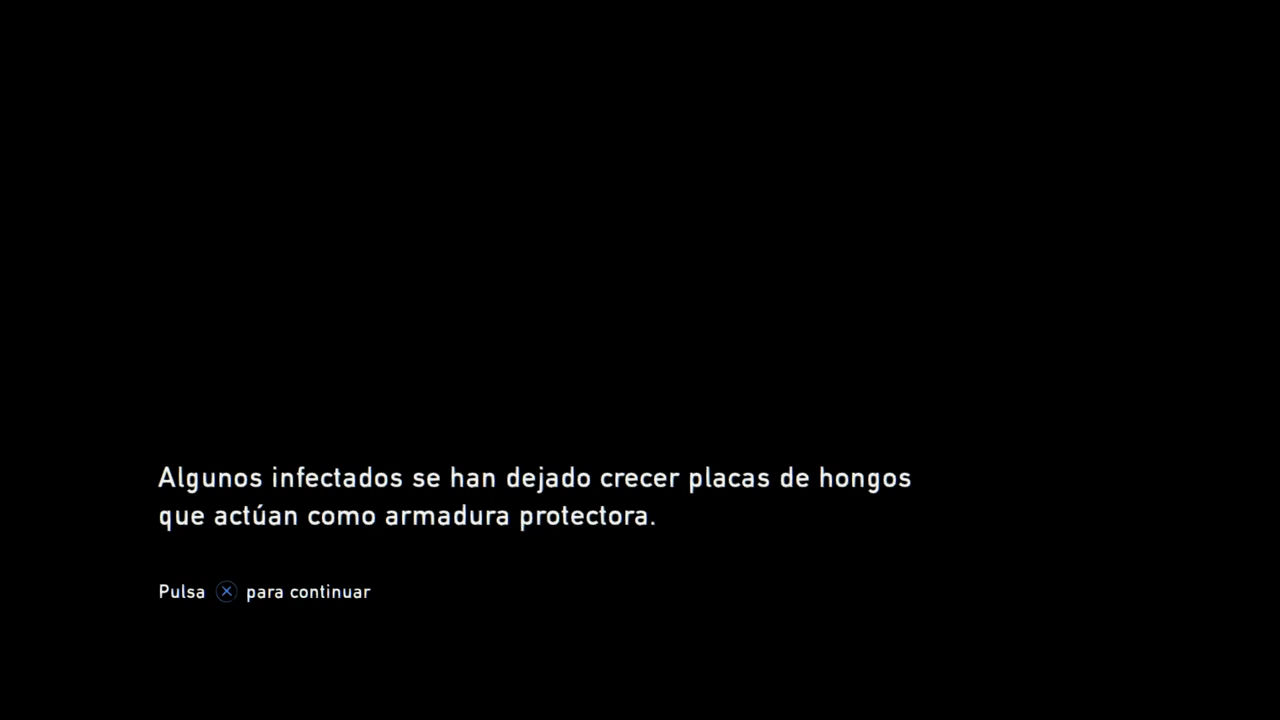 Algunos infectados se han dejado crecer placas de hongos
que actúan como armadura protectora.
Pulsa ⓧ para continuar